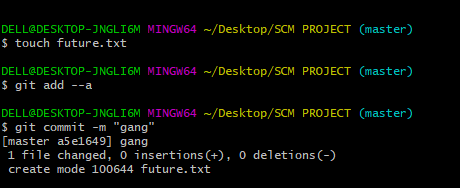 DELL@DESKTOP-JNGLI6M MINGW64 ~/Desktop/SCM PROJECT (master)
$ touch future.txt
DELL@DESKTOP-JNGLI6M MINGW64 ~/Desktop/SCM PROJECT (master)
$ git add --a
DELL@DESKTOP-JNGLI6M MINGW64 ~/Desktop/SCM PROJECT (master)
$ git commit -m "gang"
[master a5e1649] gang
1 file changed, 0 insertions(+), 0 deletions(-)
create mode 100644 future.txt